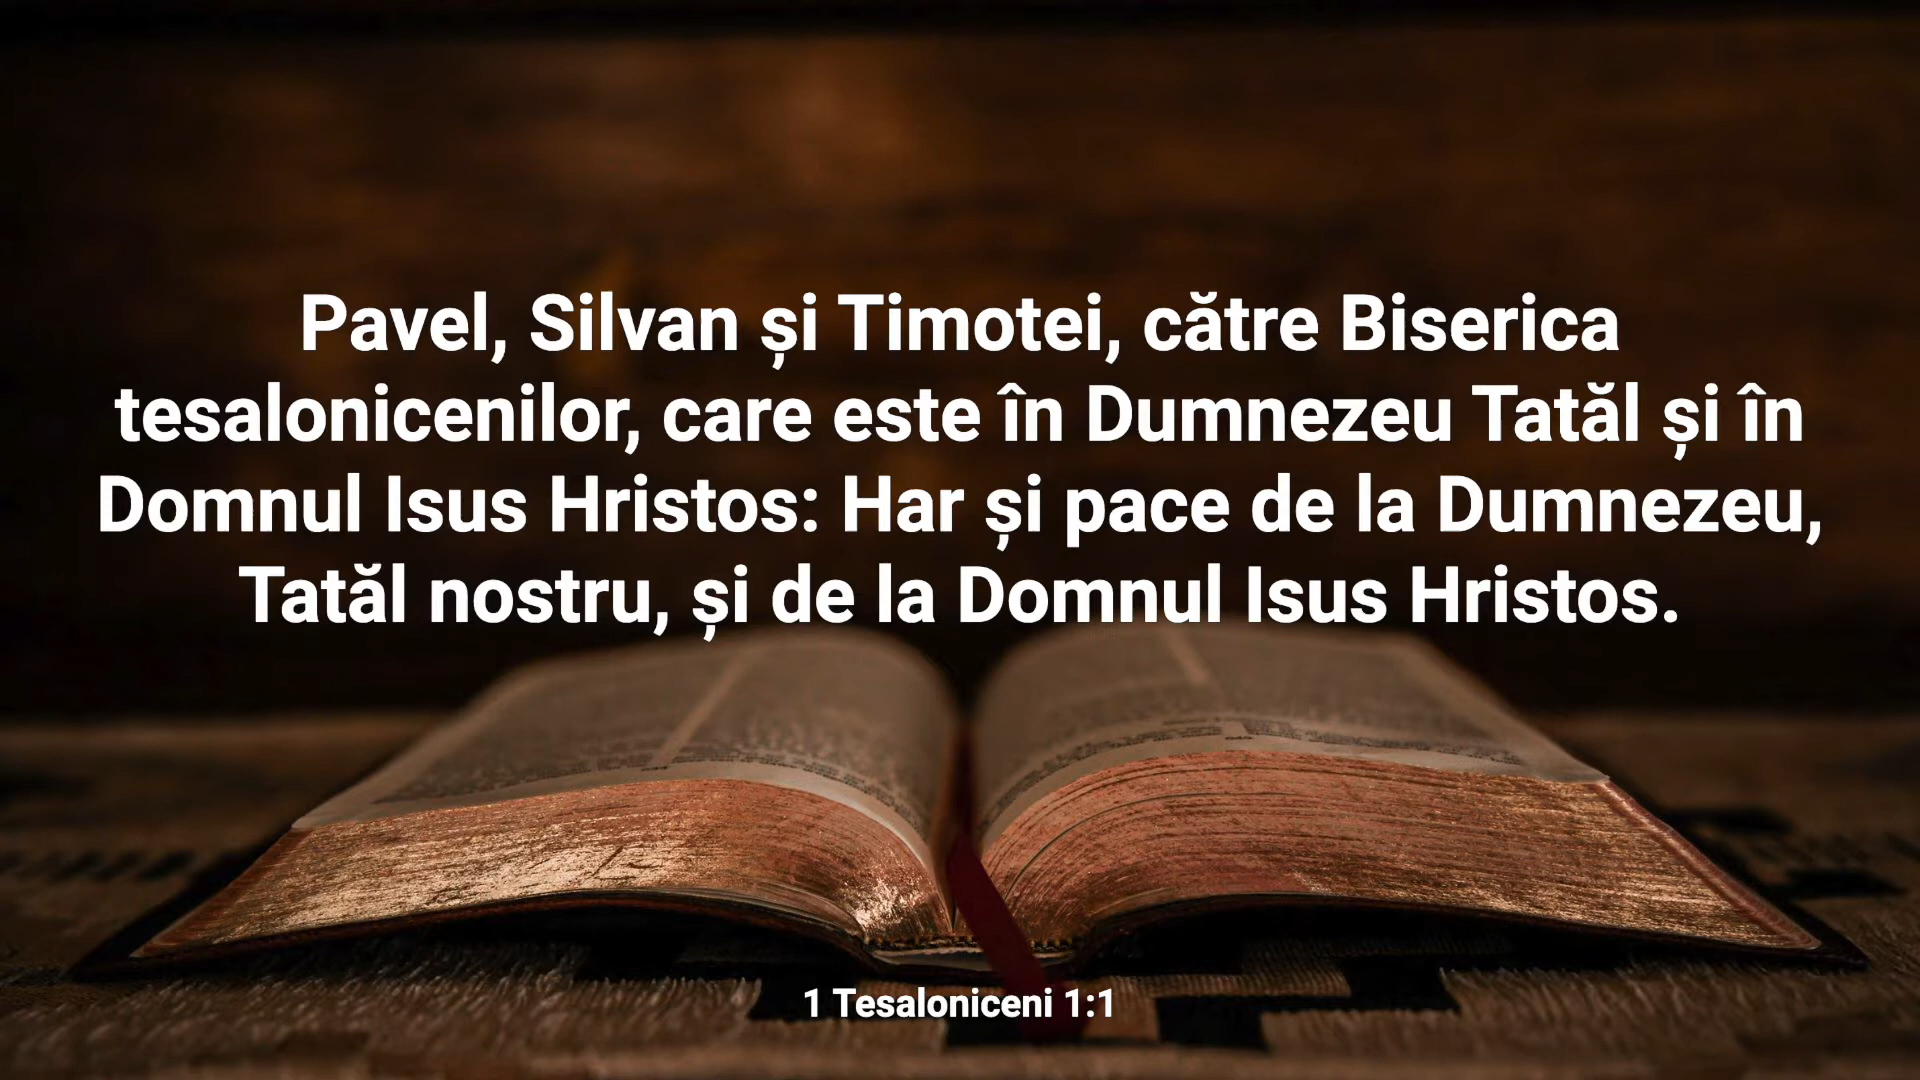 Pavel, Silvan și Timotei, către Biserica
tesalonicenilor, care este în Dumnezeu Tatăl și în
Domnul Isus Hristos: Har și pace de la Dumnezeu,
Tatăl nostru, și de la Domnul Isus Hristos.
1 Tesaloniceni 1:1